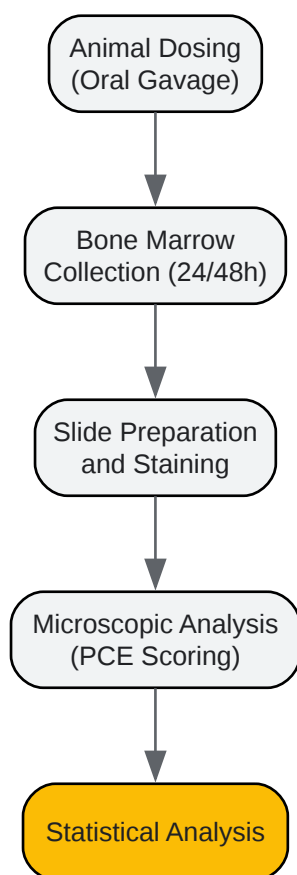 Animal Dosing
(Oral Gavage)
Bone Marrow
Collection (24/48h)
Slide Preparation
and Staining
Microscopic Analysis
(PCE Scoring)
Statistical Analysis